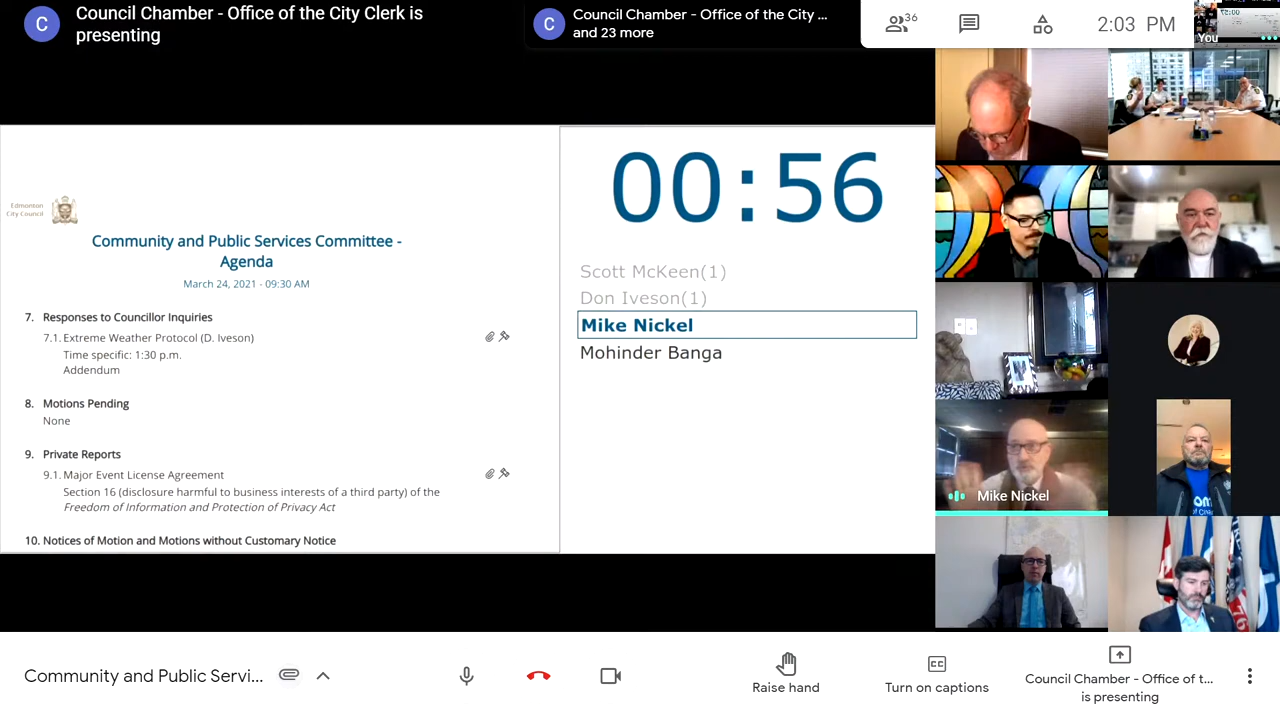 Council Chamber - Office of the City Clerk is
presenting
C
Council Chamber - Office of the City ...
and 23 more
C
36
2:03 PM
You
Edmonton
City Council
Community and Public Services Committee -
Agenda
March 24, 2021 - 09:30 AM
7. Responses to Councillor Inquiries
7.1. Extreme Weather Protocol (D. Iveson)
Time specific: 1:30 p.m.
Addendum
8. Motions Pending
None
9. Private Reports
9.1. Major Event License Agreement
Section 16 (disclosure harmful to business interests of a third party) of the
Freedom of Information and Protection of Privacy Act
10. Notices of Motion and Motions without Customary Notice
00:56
Scott McKeen(1)
Don Iveson(1)
Mike Nickel
Mohinder Banga
Mike Nickel
Community and Public Servi...
Raise hand
CC
Turn on captions
Council Chamber - Office of t...
is presenting